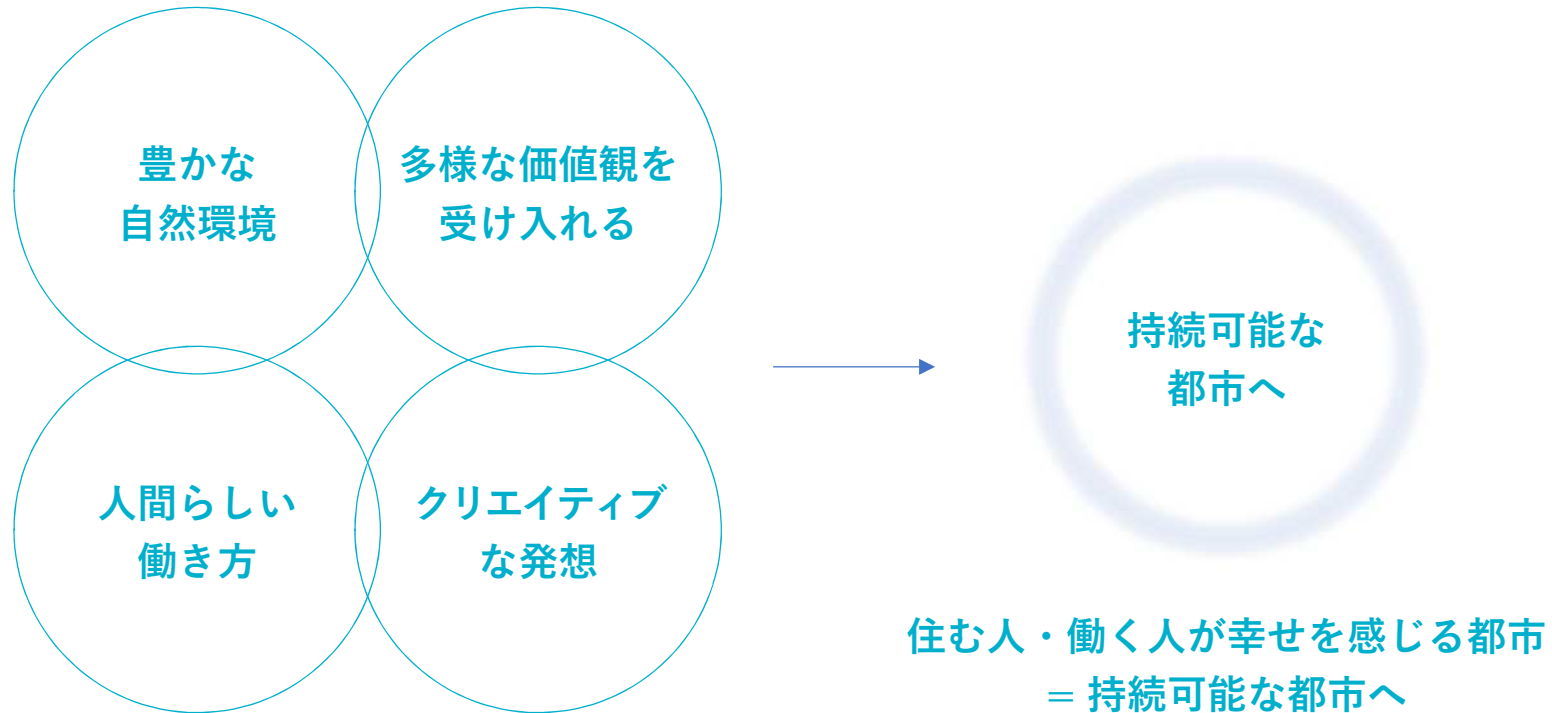 豊かな
自然環境
多様な価値観を
受け入れる
人間らしい
働き方
クリエイティブ
な発想
持続可能な
都市へ
住む人・働く人が幸せを感じる都市
= 持続可能な都市へ